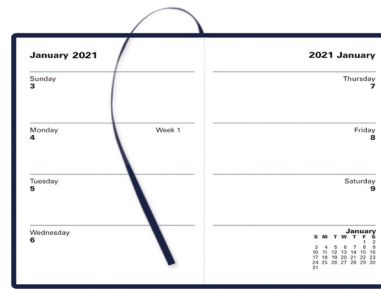 January 2021
Sunday
3
Monday Week 1
4
Tuesday
5
Wednesday
6
2021 January
Thursday
7
Friday
8
Saturday
9
January
S M T W T F S
1 2
3 4 5 6 7 8 9
10 11 12 13 14 15 16
17 18 19 20 21 22 23
24 25 26 27 28 29 30
31